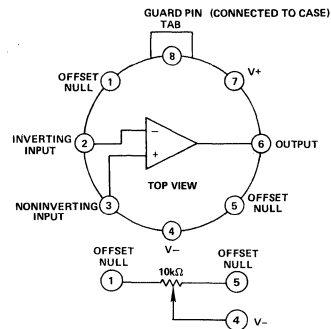 GUARD PIN (CONNECTED TO CASE)
TAB
8
OFFSET
NULL
1
7
V+
INVERTING
INPUT
2
−
+
6
OUTPUT
TOP VIEW
NONINVERTING
INPUT
3
5
OFFSET
NULL
4
V−
OFFSET
NULL
OFFSET
NULL
1
10kΩ
5
4
V−